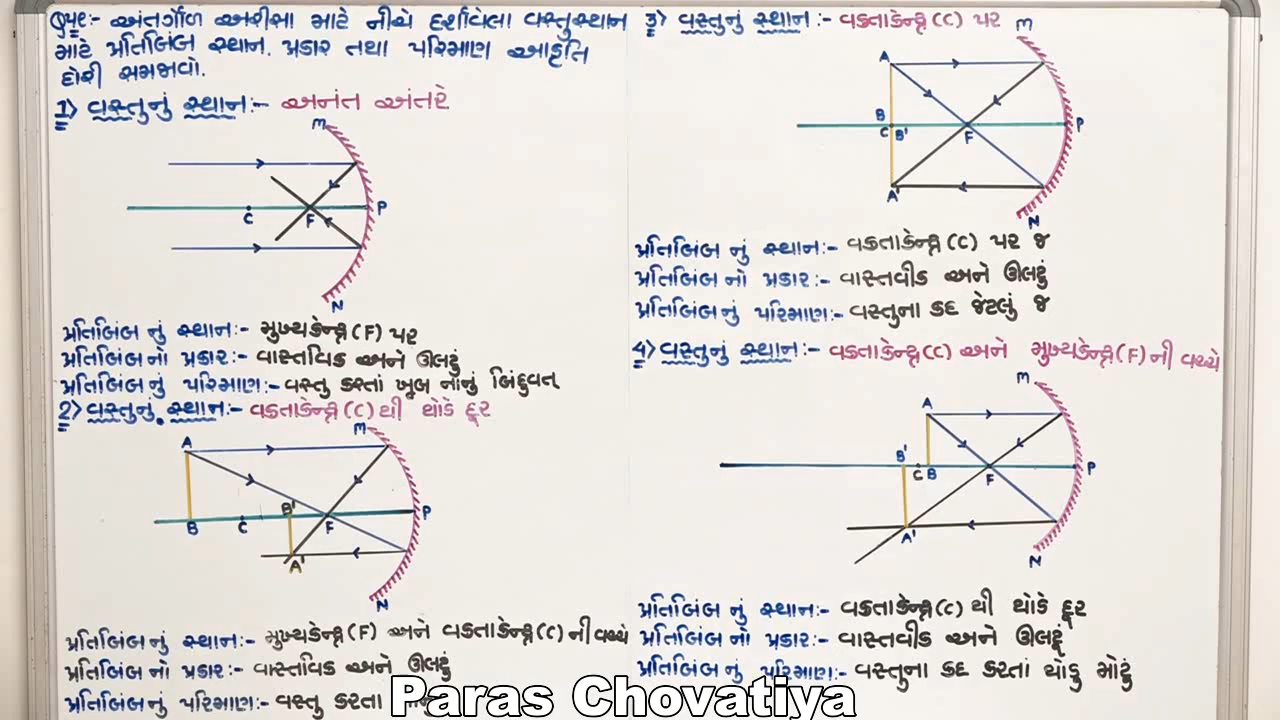 અંતર્ગોળ અરીસા માટે નીચે દર્શાવેલા વસ્તુસ્થાન
માટે પ્રતિબિંબ સ્થાન. પ્રકાર તથા પરિમાણ આકૃતિ
દોરી સમજાવો.
1) વસ્તુનું સ્થાન:- અનંત અંતરે
M
C F P
N
પ્રતિબિંબ નું સ્થાન:- મુખ્યકેન્દ્ર (F) પર
પ્રતિબિંબ નો પ્રકાર:- વાસ્તવિક અને ઊલટું
પ્રતિબિંબ નું પરિમાણ:- વસ્તુ કરતાં ખૂબ નાનું બિંદુવત્
2) વસ્તુનું સ્થાન:- વક્રતાકેન્દ્ર (C) થી થોડે દૂર
M
A
B' P
B C F
A'
N
પ્રતિબિંબ નું સ્થાન:- મુખ્યકેન્દ્ર (F) અને વક્રતાકેન્દ્ર (C) ની વચ્ચે
પ્રતિબિંબ નો પ્રકાર:- વાસ્તવિક અને ઊલટું
પ્રતિબિંબ નું પરિમાણ:- વસ્તુ કરતા
3) વસ્તુનું સ્થાન:- વક્રતાકેન્દ્ર (C) પર
M
A
B P
C B' F
A'
N
પ્રતિબિંબ નું સ્થાન:- વક્રતાકેન્દ્ર (C) પર જ
પ્રતિબિંબ નો પ્રકાર:- વાસ્તવીક અને ઊલટું
પ્રતિબિંબ નું પરિમાણ:- વસ્તુના કદ જેટલું જ
4) વસ્તુનું સ્થાન:- વક્રતાકેન્દ્ર (C) અને મુખ્યકેન્દ્ર (F) ની વચ્ચે
M
A
B' P
C B F
A'
N
પ્રતિબિંબ નું સ્થાન:- વક્રતાકેન્દ્ર (C) થી થોડે દૂર
પ્રતિબિંબ નો પ્રકાર:- વાસ્તવીક અને ઊલટું
પ્રતિબિંબ નું પરિમાણ:- વસ્તુના કદ કરતાં થોડુ મોટું
Paras Chovatiya